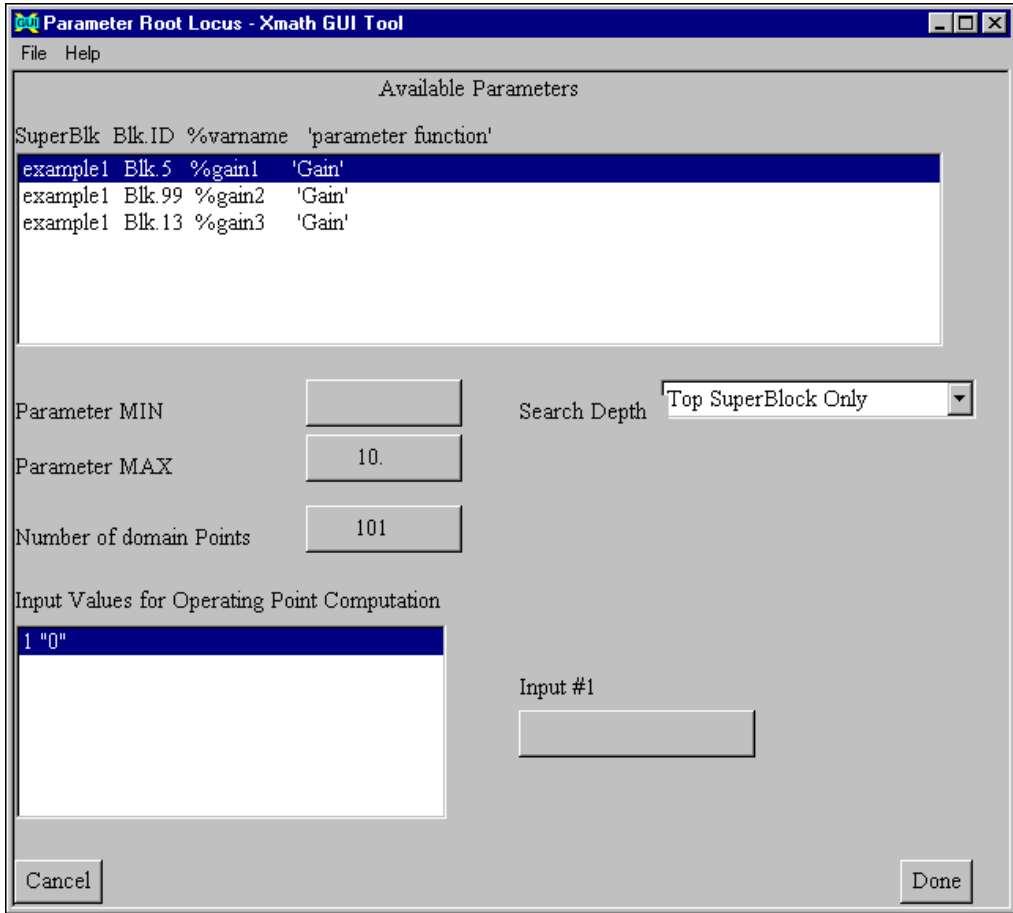 GUI Parameter Root Locus - Xmath GUI Tool
File Help
Available Parameters
SuperBlk Blk.ID %varname 'parameter function'
example1 Blk.5 %gain1 'Gain'
example1 Blk.99 %gain2 'Gain'
example1 Blk.13 %gain3 'Gain'
Parameter MIN
Search Depth Top SuperBlock Only
Parameter MAX 10.
Number of domain Points 101
Input Values for Operating Point Computation
1 "0"
Input #1
Cancel Done